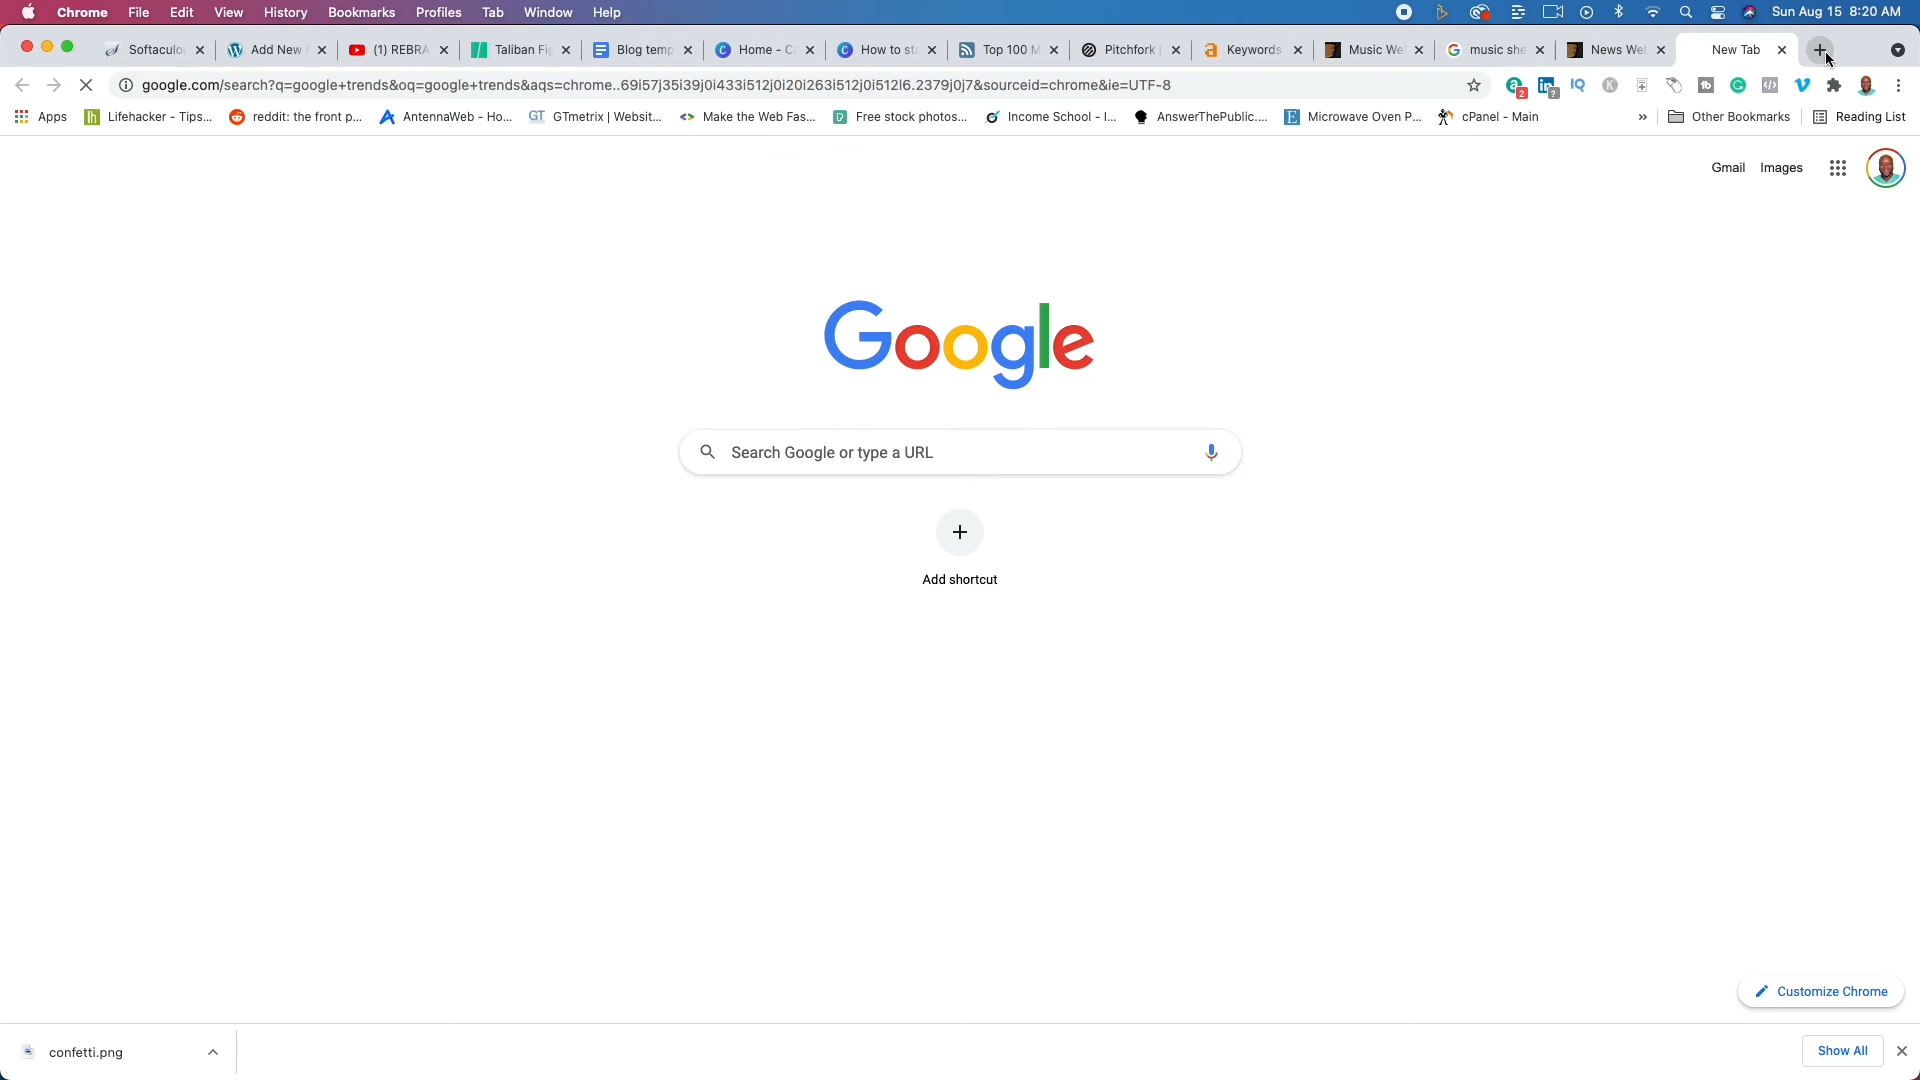 Chrome File Edit View History Bookmarks Profiles Tab Window Help Sun Aug 15 8:20 AM
Softaculo Add New (1) REBRA Taliban Fig Blog temp Home - C How to sta Top 100 M Pitchfork Keywords Music We music she News Web New Tab
google.com/search?q=google+trends&oq=google+trends&aqs=chrome..69i57j35i39j0i433i512j0i20i263i512j0i512l6.2379j0j7&sourceid=chrome&ie=UTF-8
Apps Lifehacker - Tips... reddit: the front p... AntennaWeb - Ho... GTmetrix | Websit... Make the Web Fas... Free stock photos... Income School - I... AnswerThePublic.... Microwave Oven P... cPanel - Main » Other Bookmarks Reading List
Gmail Images
Google
Search Google or type a URL
Add shortcut
Customize Chrome
confetti.png Show All